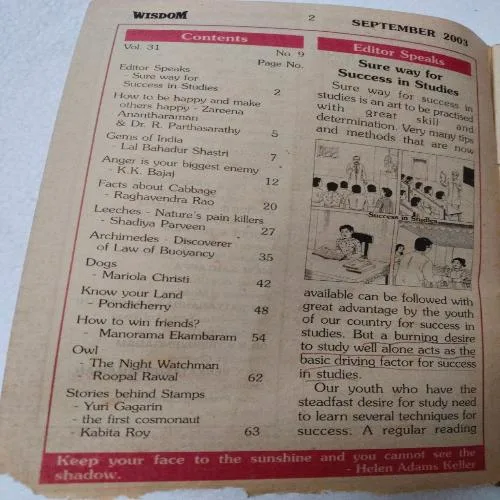 WISDOM
2
SEPTEMBER 2003
Contents
Vol. 31
No. 9
Page No.
Editor Speaks
- Sure way for
Success in Studies 2
How to be happy and make
others happy - Zareena
Anantharaman
& Dr. R. Parthasarathy 5
Gems of India
- Lal Bahadur Shastri 7
Anger is your biggest enemy
- K.K. Bajaj 12
Facts about Cabbage
- Raghavendra Rao 20
Leeches - Nature's pain killers
- Shadiya Parveen 27
Archimedes - Discoverer
of Law of Buoyancy 35
Dogs
- Mariola Christi 42
Know your Land
- Pondicherry 48
How to win friends?
- Manorama Ekambaram 54
Owl
- The Night Watchman
- Roopal Rawal 62
Stories behind Stamps
- Yuri Gagarin
- the first cosmonaut
- Kabita Roy 63
Editor Speaks
Sure way for
Success in Studies
Sure way for success in
studies is an art to be practised
with great skill and
determination. Very many tips
and methods that are now
Success in Studies
available can be followed with
great advantage by the youth
of our country for success in
studies. But a burning desire
to study well alone acts as the
basic driving factor for success
in studies.
Our youth who have the
steadfast desire for study need
to learn several techniques for
success. A regular reading
Keep your face to the sunshine and you cannot see the
shadow. - Helen Adams Keller